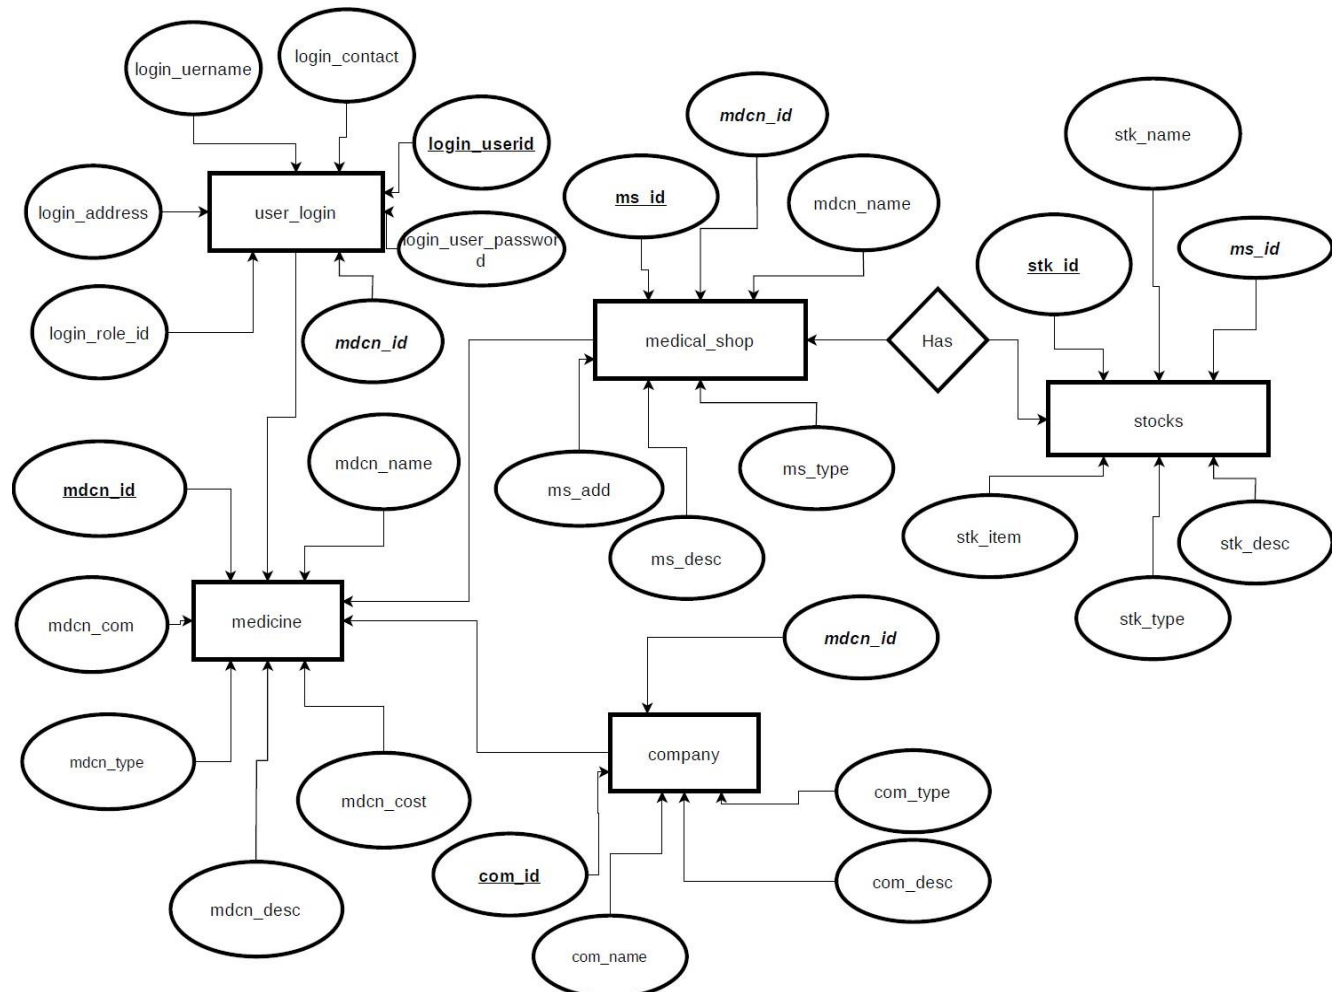 login_uername
login_contact
login_userid
login_address
user_login
login_user_passwor
d
login_role_id
mdcn_id
mdcn_id
ms_id
mdcn_name
medical_shop
Has
stk_name
stk_id
ms_id
stocks
ms_add
ms_desc
ms_type
stk_item
stk_type
stk_desc
mdcn_id
mdcn_name
mdcn_com
medicine
mdcn_type
mdcn_desc
mdcn_cost
mdcn_id
company
com_id
com_name
com_type
com_desc